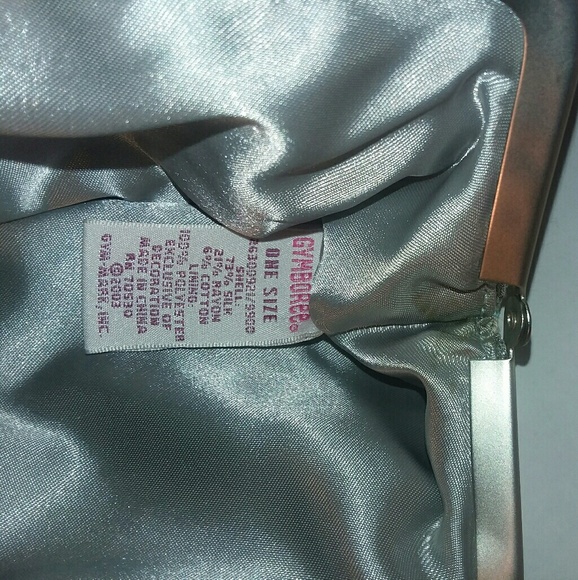 GYMBOREE®
ONE SIZE
SHELL:
73% SILK
21% RAYON
6% COTTON
LINING:
100% POLYESTER
EXCLUSIVE OF
DECORATION
MADE IN CHINA
RN 70510
©2003
GYM-MARK, INC.